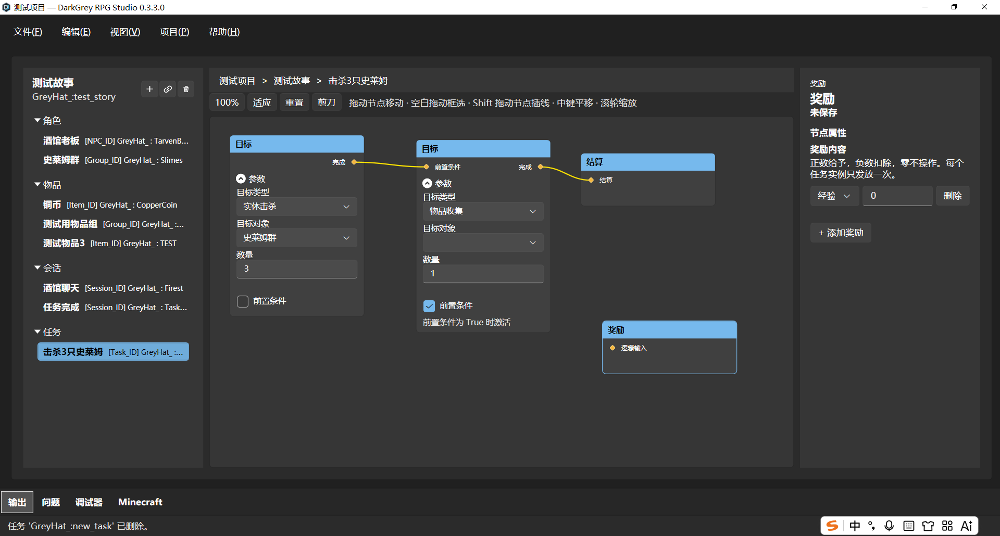 测试项目 — DarkGrey RPG Studio 0.3.3.0
文件(F) 编辑(E) 视图(V) 项目(P) 帮助(H)
测试故事
GreyHat_:test_story
角色
酒馆老板 [NPC_ID] GreyHat_ : TarvenB...
史莱姆群 [Group_ID] GreyHat_ : Slimes
物品
铜币 [Item_ID] GreyHat_ : CopperCoin
测试用物品组 [Group_ID] GreyHat_ :...
测试物品3 [Item_ID] GreyHat_ : TEST
会话
酒馆聊天 [Session_ID] GreyHat_ : Firest
任务完成 [Session_ID] GreyHat_ : Task...
任务
击杀3只史莱姆 [Task_ID] GreyHat_ :...
测试项目 > 测试故事 > 击杀3只史莱姆
100% 适应 重置 剪刀 拖动节点移动 · 空白拖动框选 · Shift 拖动节点插线 · 中键平移 · 滚轮缩放
目标
完成
参数
目标类型
实体击杀
目标对象
史莱姆群
数量
3
前置条件
目标
前置条件 完成
参数
目标类型
物品收集
目标对象
数量
1
前置条件
前置条件为 True 时激活
结算
结算
奖励
逻辑输入
奖励
奖励
未保存
节点属性
奖励内容
正数给予，负数扣除，零不操作。每个
任务实例只发放一次。
经验 0 删除
+ 添加奖励
输出 问题 调试器 Minecraft
任务 'GreyHat_:new_task' 已删除。
中 Ai